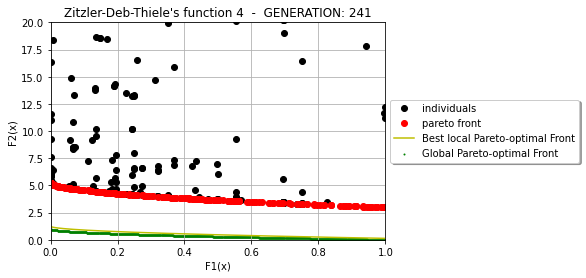 Zitzler-Deb-Thiele's function 4  -  GENERATION: 241
20.0
17.5
15.0
12.5
10.0
7.5
5.0
2.5
0.0
F2(x)
0.0 0.2 0.4 0.6 0.8 1.0
F1(x)
individuals
pareto front
Best local Pareto-optimal Front
Global Pareto-optimal Front